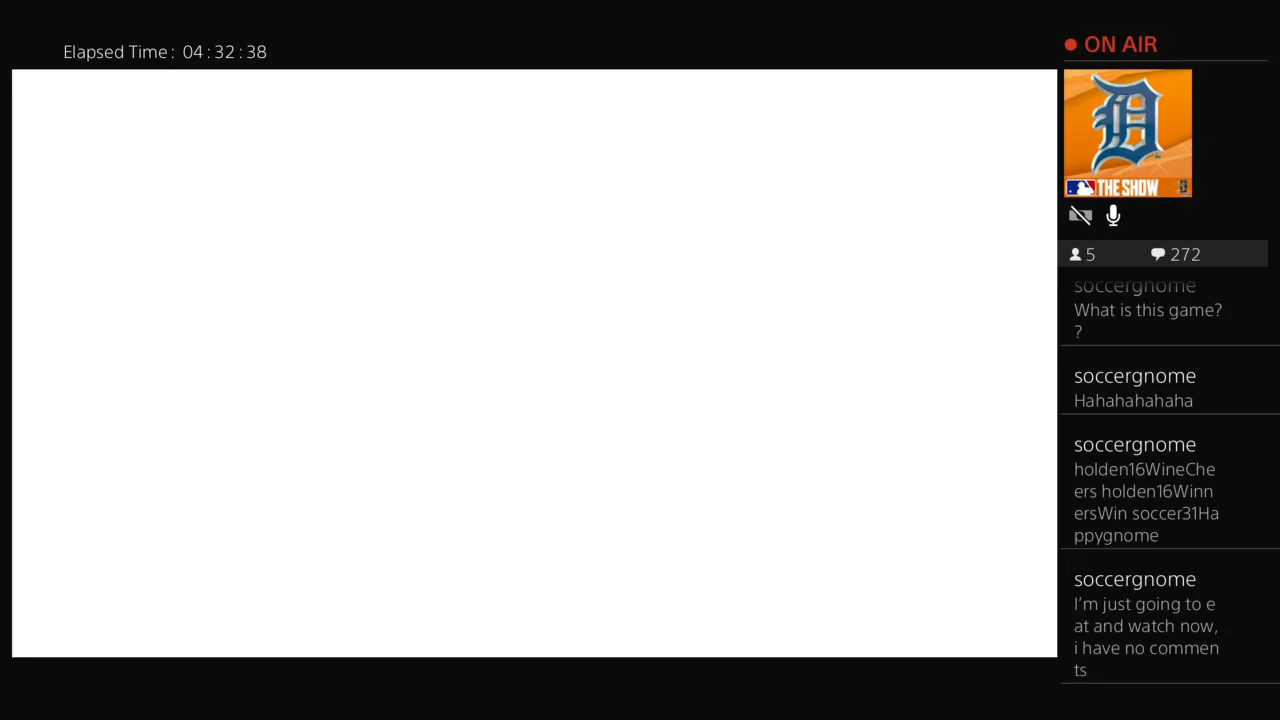 Elapsed Time: 04:32:38
ON AIR
D
THE SHOW
5 272
soccergnome
What is this game?
?
soccergnome
Hahahahahaha
soccergnome
holden16WineChe
ers holden16Winn
ersWin soccer31Ha
ppygnome
soccergnome
I'm just going to e
at and watch now,
i have no commen
ts